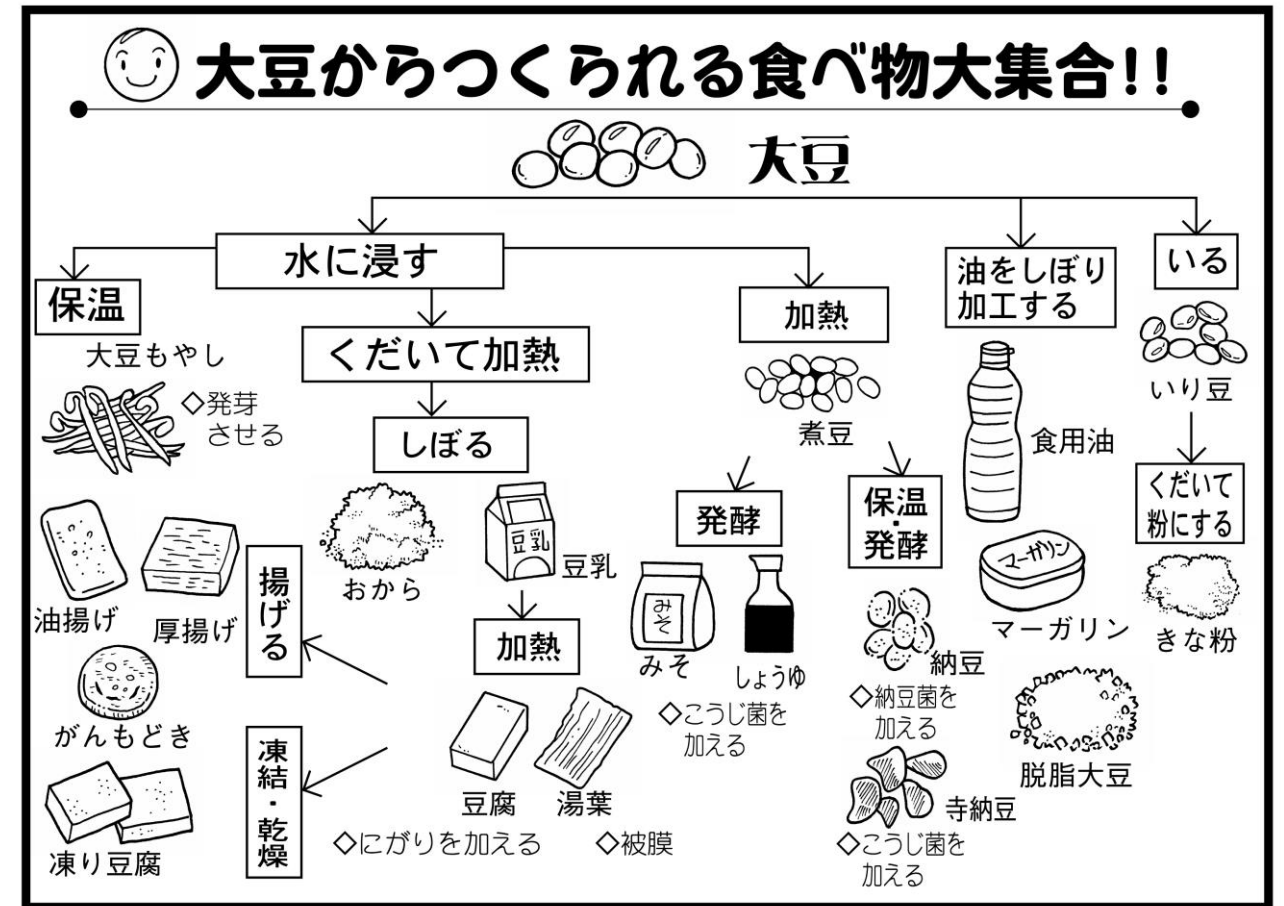 大豆からつくられる食べ物大集合!!
大豆
水に浸す
保温
大豆もやし
◇発芽
させる
くだいて加熱
しぼる
おから
豆乳
豆乳
加熱
豆腐
◇にがりを加える
湯葉
◇被膜
揚げる
油揚げ
厚揚げ
がんもどき
凍結・乾燥
凍り豆腐
加熱
煮豆
発酵
みそ
みそ
しょうゆ
◇こうじ菌を
加える
保温
・
発酵
納豆
◇納豆菌を
加える
寺納豆
◇こうじ菌を
加える
油をしぼり
加工する
食用油
マーガリン
マーガリン
脱脂大豆
いる
いり豆
くだいて
粉にする
きな粉